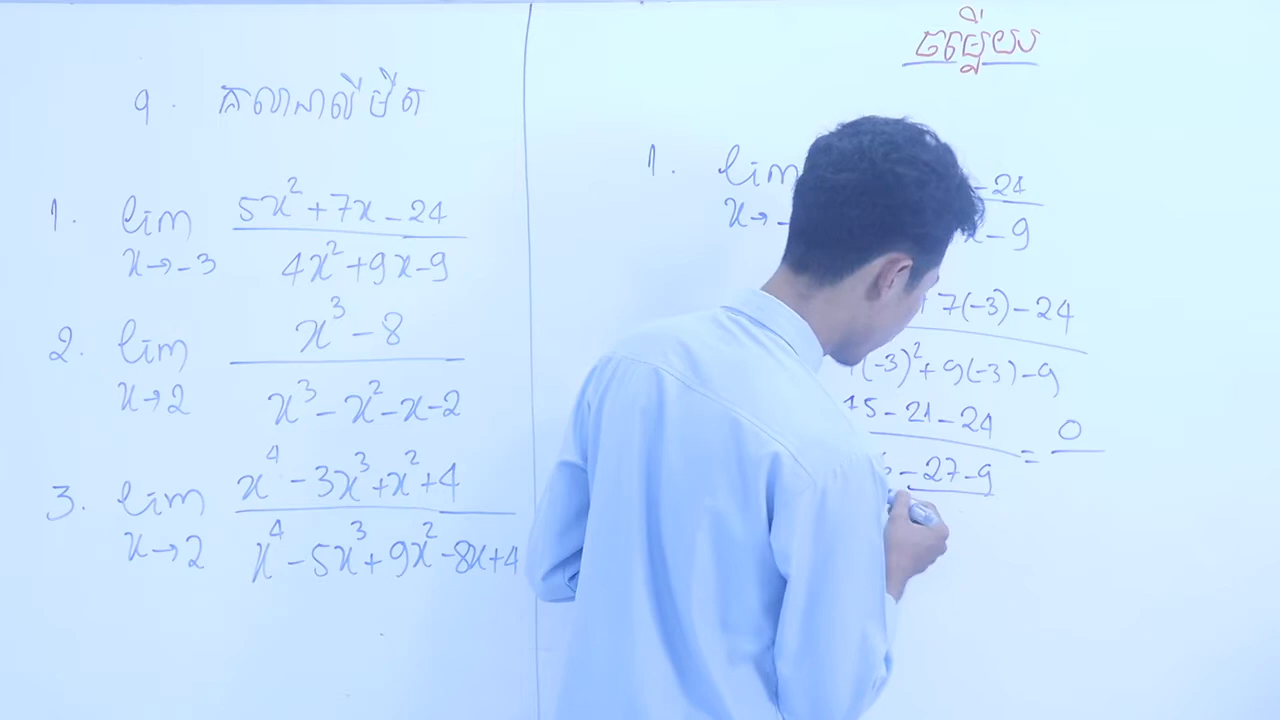 ១. គណនាលីមីត
1. lim 5x²+7x-24
x→-3 4x²+9x-9
2. lim x³-8
x→2 x³-x²-x-2
3. lim x⁴-3x³+x²+4
x→2 x⁴-5x³+9x²-8x+4
ចម្លើយ
1. lim -24
x→- x-9
7(-3)-24
(-3)²+9(-3)-9
45-21-24 = 0
-27-9